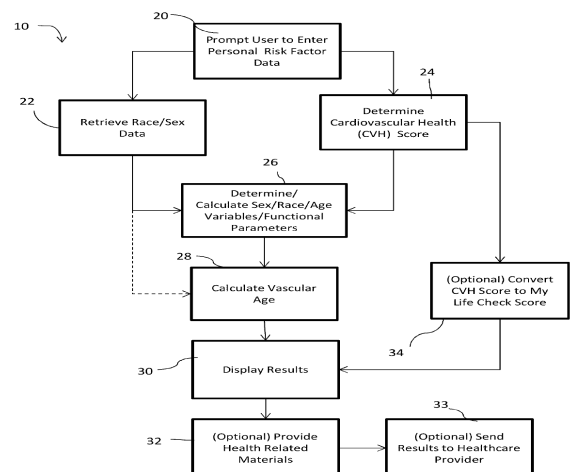 10
20
Prompt User to Enter
Personal Risk Factor
Data
22
Retrieve Race/Sex
Data
24
Determine
Cardiovascular Health
(CVH) Score
26
Determine/
Calculate Sex/Race/Age
Variables/Functional
Parameters
28
Calculate Vascular
Age
(Optional) Convert
CVH Score to My
Life Check Score
34
30
Display Results
32
(Optional) Provide
Health Related
Materials
33
(Optional) Send
Results to Healthcare
Provider